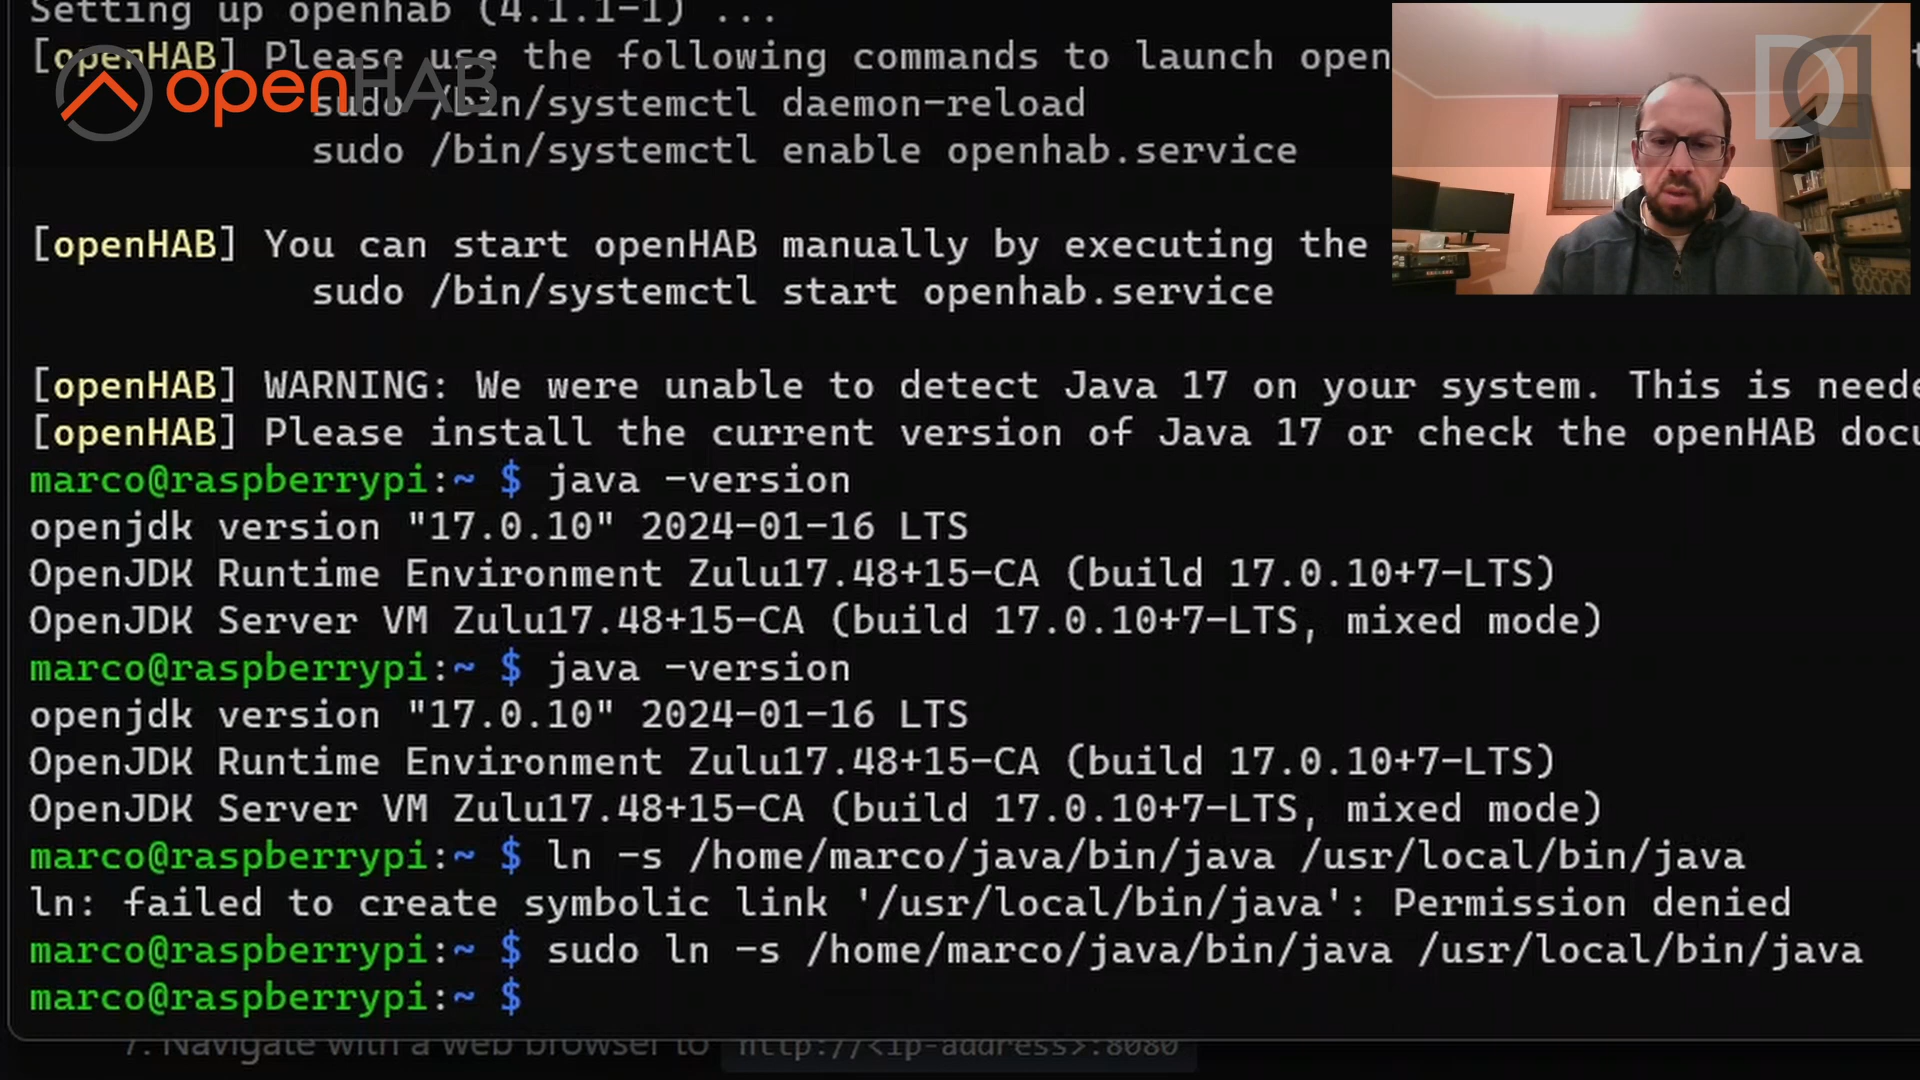 Setting up openhab (4.1.1-1) ...
[openHAB] Please use the following commands to launch open
openHAB
sudo /bin/systemctl daemon-reload
sudo /bin/systemctl enable openhab.service
[openHAB] You can start openHAB manually by executing the
sudo /bin/systemctl start openhab.service
[openHAB] WARNING: We were unable to detect Java 17 on your system. This is neede
[openHAB] Please install the current version of Java 17 or check the openHAB docu
marco@raspberrypi:~ $ java -version
openjdk version "17.0.10" 2024-01-16 LTS
OpenJDK Runtime Environment Zulu17.48+15-CA (build 17.0.10+7-LTS)
OpenJDK Server VM Zulu17.48+15-CA (build 17.0.10+7-LTS, mixed mode)
marco@raspberrypi:~ $ java -version
openjdk version "17.0.10" 2024-01-16 LTS
OpenJDK Runtime Environment Zulu17.48+15-CA (build 17.0.10+7-LTS)
OpenJDK Server VM Zulu17.48+15-CA (build 17.0.10+7-LTS, mixed mode)
marco@raspberrypi:~ $ ln -s /home/marco/java/bin/java /usr/local/bin/java
ln: failed to create symbolic link '/usr/local/bin/java': Permission denied
marco@raspberrypi:~ $ sudo ln -s /home/marco/java/bin/java /usr/local/bin/java
marco@raspberrypi:~ $
7. Navigate with a web browser to http://<ip-address>:8080